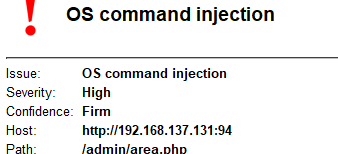 OS command injection
Issue: OS command injection
Severity: High
Confidence: Firm
Host: http://192.168.137.131:94
Path: /admin/area.php